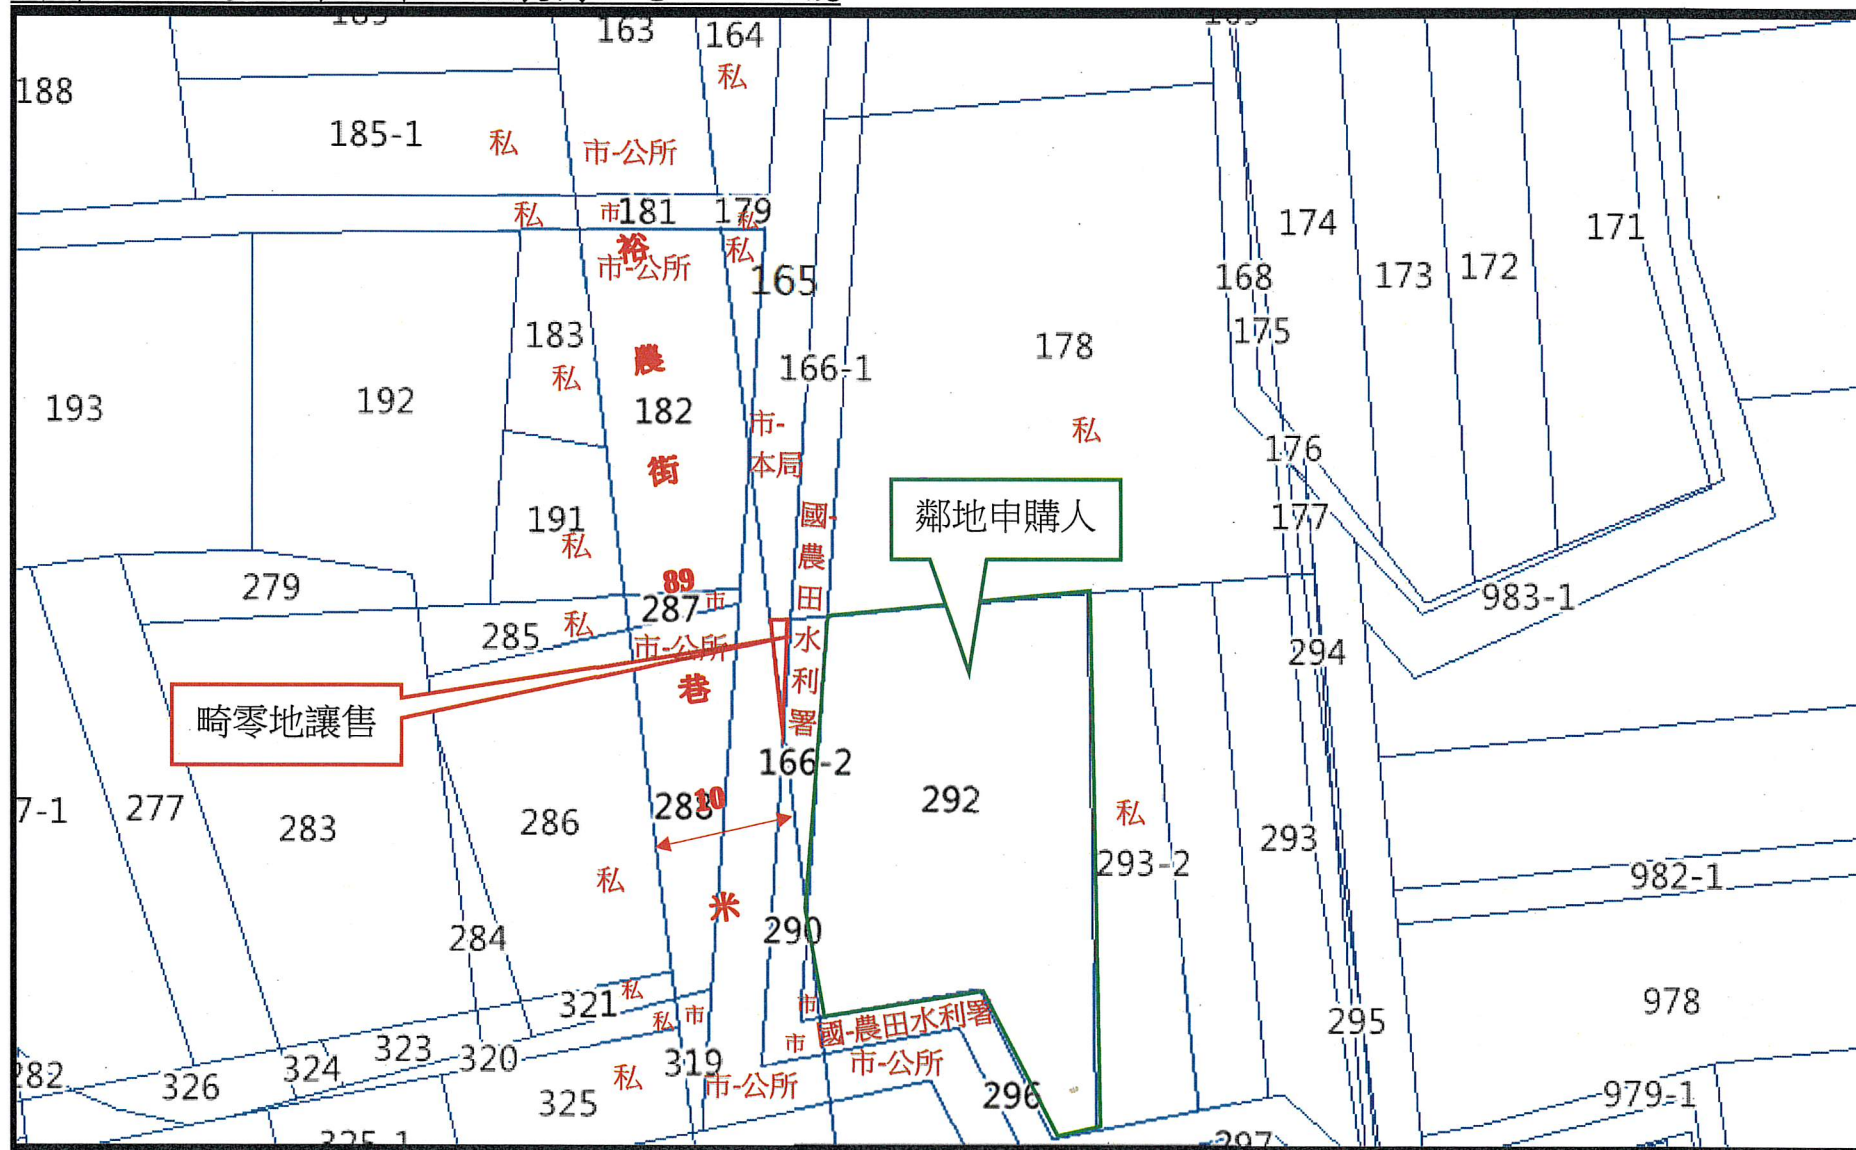 163
164
私
188
185-1
私
市-公所
私
市
181
179
私
裕
市-公所
私
165
174
171
173
172
168
175
183
私
農
182
166-1
178
私
193
192
市-
本局
街
176
177
191
私
國-
農
田
水
利
署
鄰地申購人
279
89
287
市
285
私
市-公所
983-1
294
巷
畸零地讓售
166-2
7-1
277
283
286
288
10
292
私
293-2
293
982-1
私
米
290
284
978
321
私
市
私
市
市
國-農田水利署
295
323
324
320
319
市-公所
282
326
325
私
市-公所
296
979-1
325-1
297